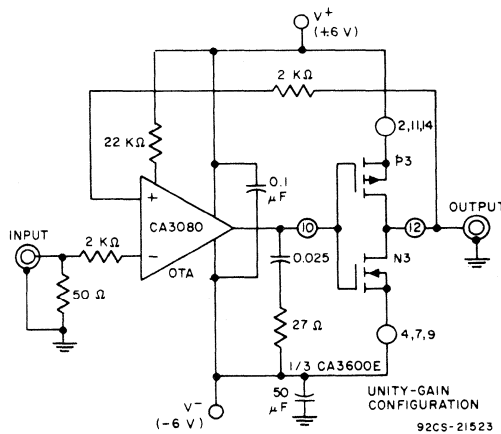 V+
(+6 V)
2 KΩ
22 KΩ
2,11,14
P3
0.1
μF
+
CA3080
INPUT
2 KΩ
−
OTA
10
12
OUTPUT
0.025
N3
50 Ω
27 Ω
4,7,9
1/3 CA3600E
V−
(−6 V)
50
μF
UNITY-GAIN
CONFIGURATION
92CS-21523